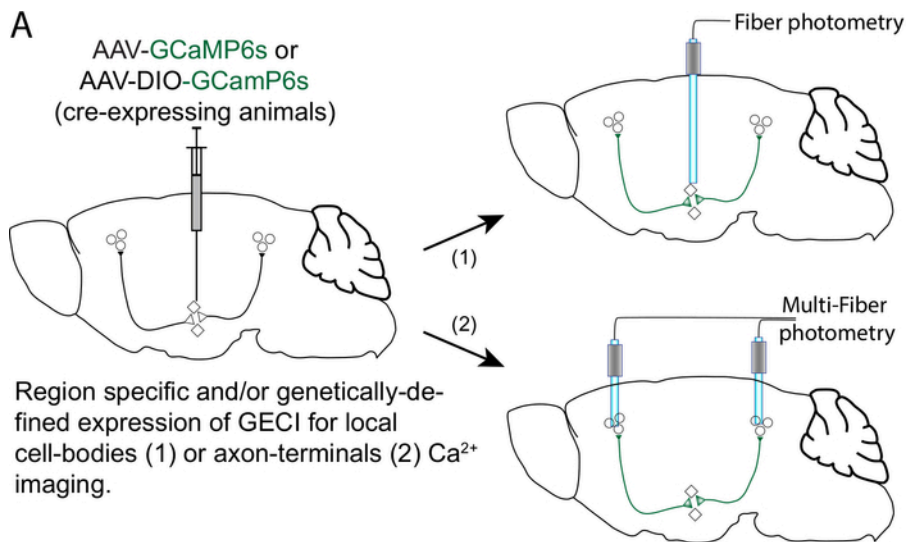 A
AAV-GCaMP6s or
AAV-DIO-GCamP6s
(cre-expressing animals)
Fiber photometry
(1)
(2)
Multi-Fiber
photometry
Region specific and/or genetically-de-
fined expression of GECI for local
cell-bodies (1) or axon-terminals (2) Ca²⁺
imaging.